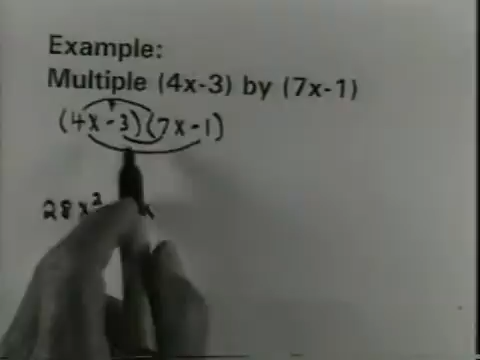 Example:
Multiple (4x-3) by (7x-1)
(4x-3)(7x-1)
28x²